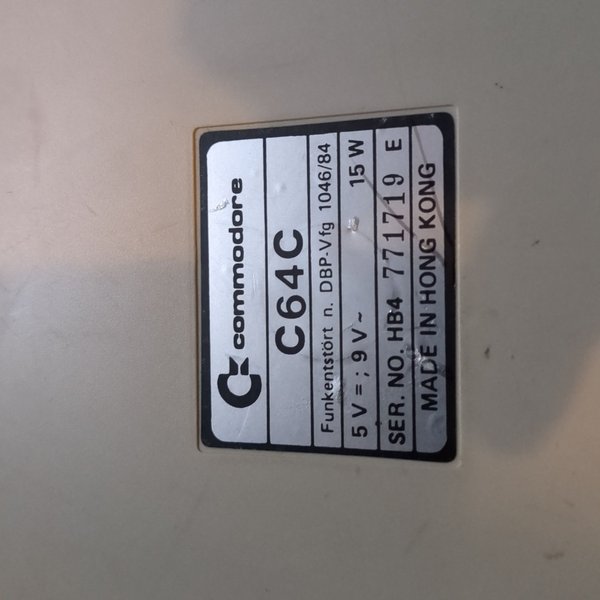 commodore
C64C
Funkentstört n. DBP-Vfg 1046/84
5 V = ; 9 V ~ 15 W
SER. NO. HB4 771719 E
MADE IN HONG KONG